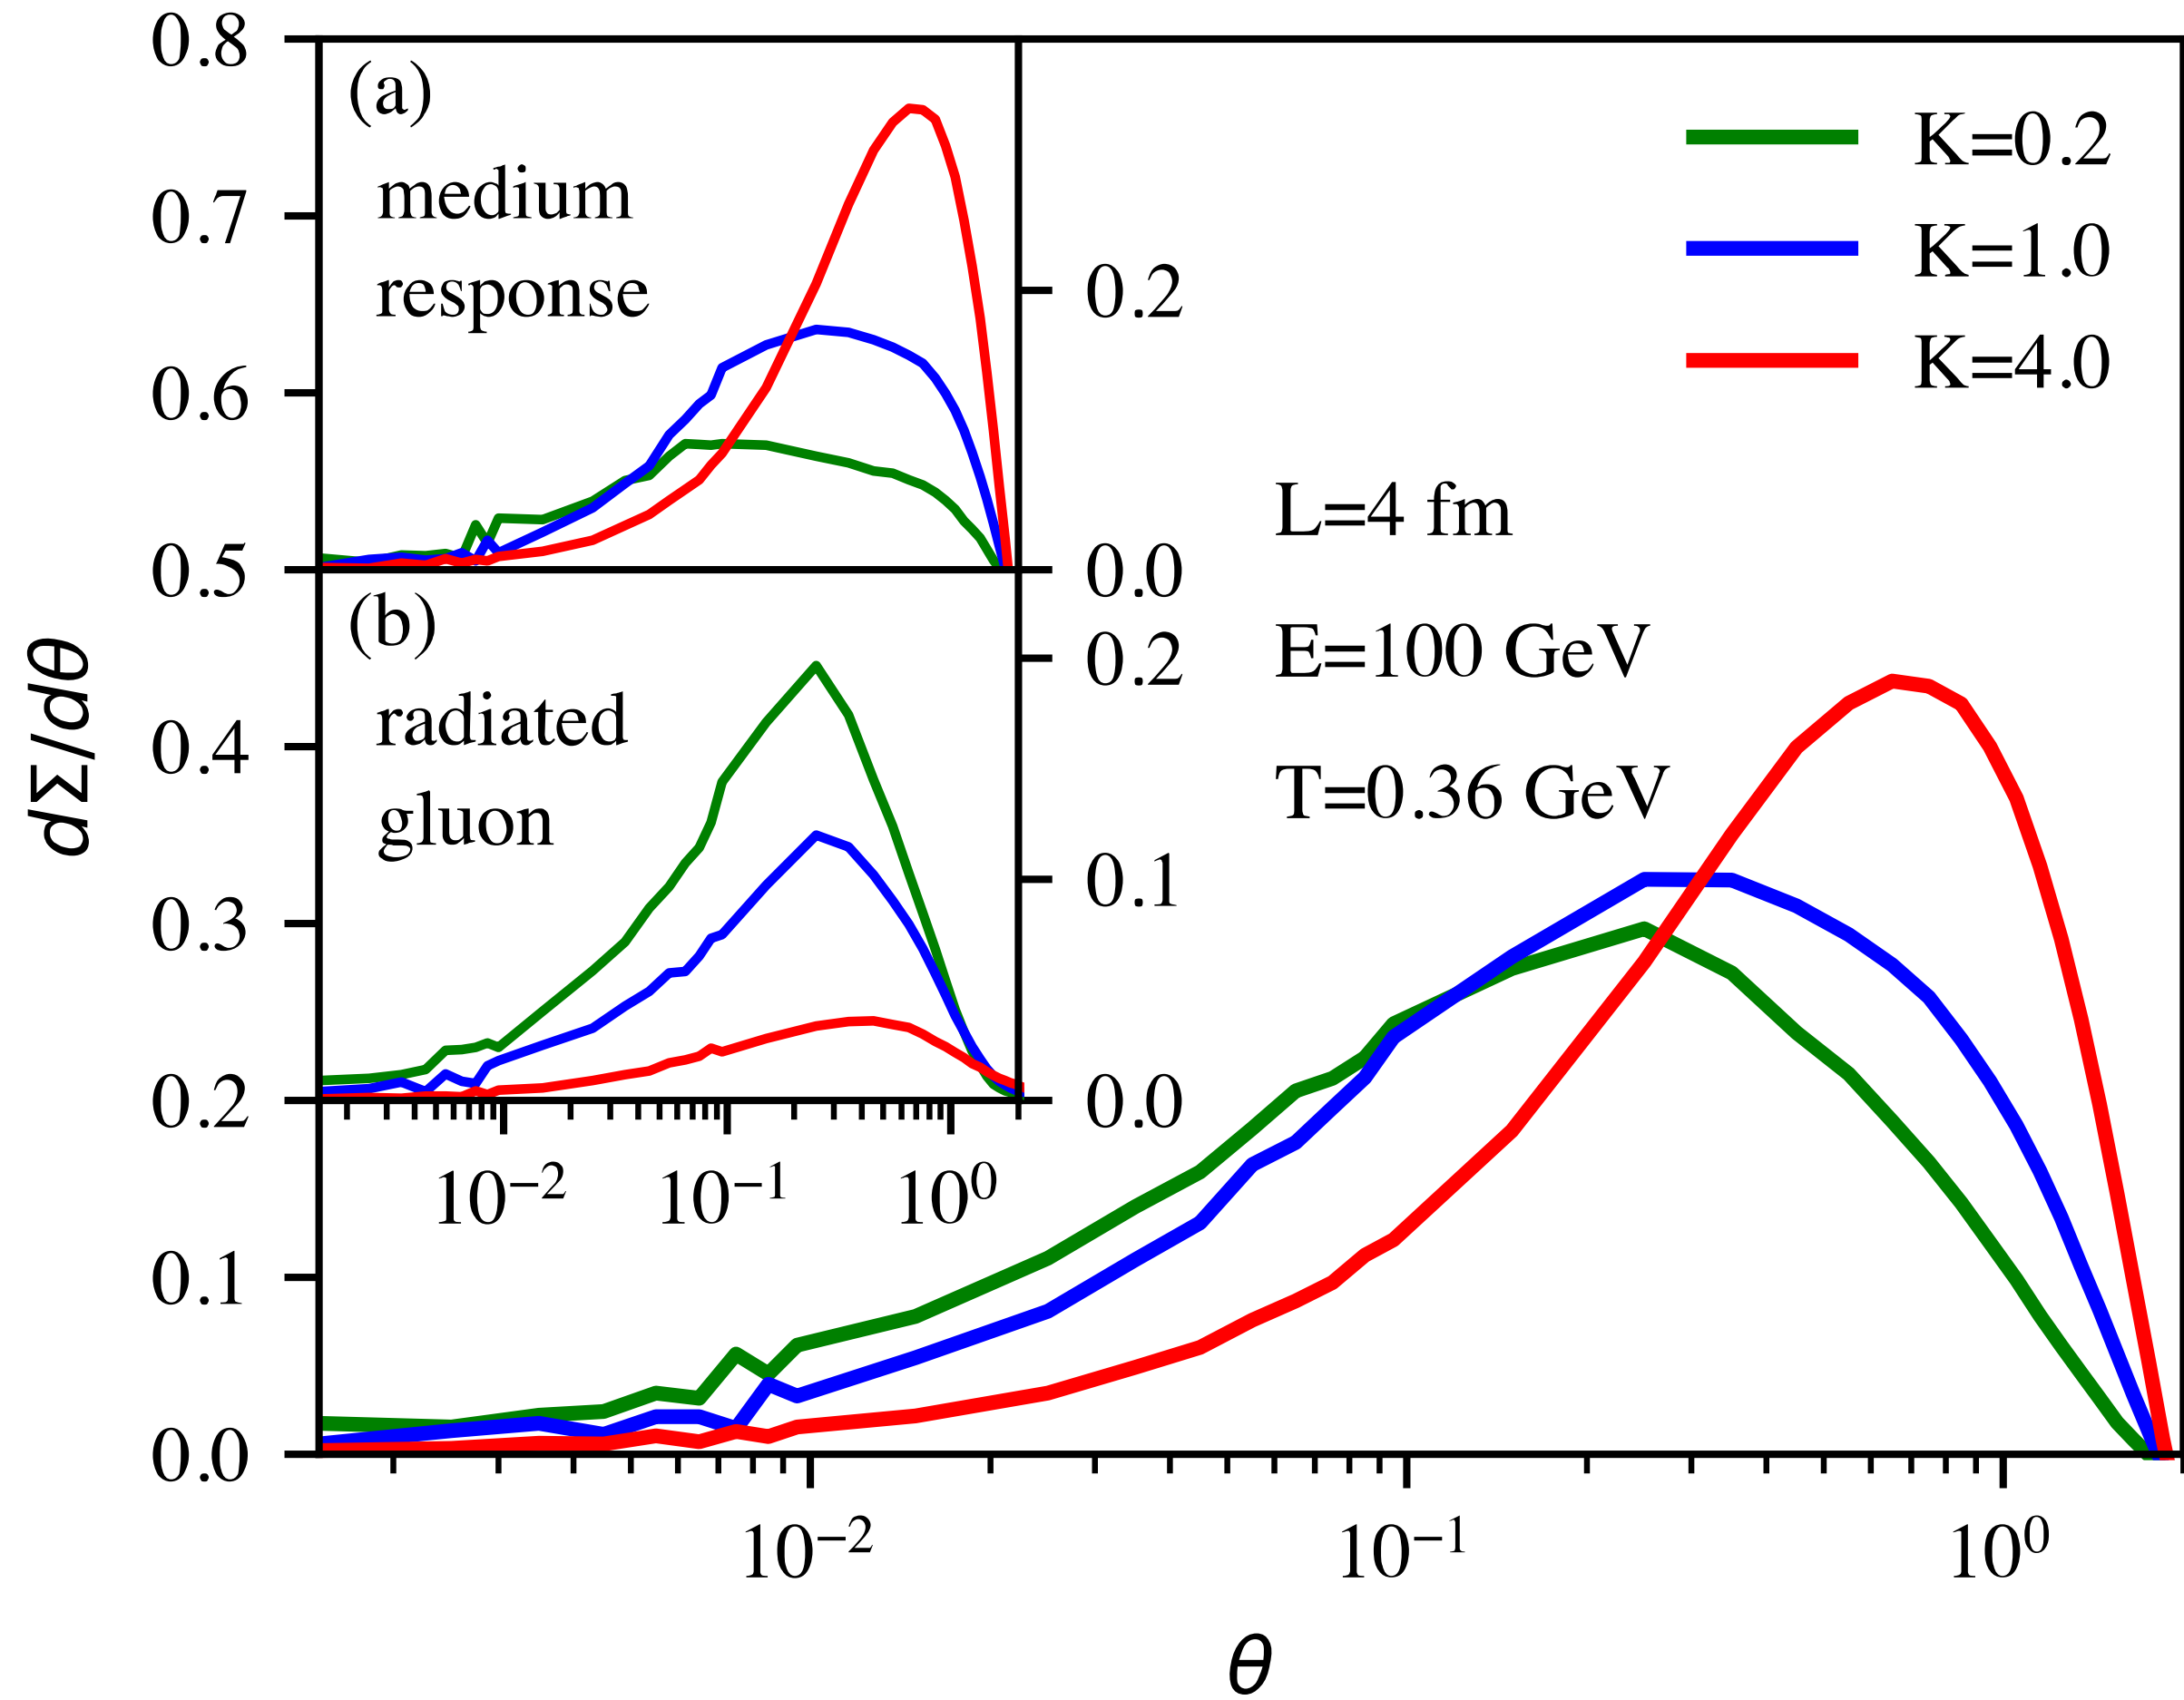 0.8
0.7
0.6
0.5
0.4
0.3
0.2
0.1
0.0
dΣ/dθ
(a)
medium
response
0.2
0.0
(b)
radiated
gluon
0.2
0.1
0.0
10⁻² 10⁻¹ 10⁰
K=0.2
K=1.0
K=4.0
L=4 fm
E=100 GeV
T=0.36 GeV
10⁻² 10⁻¹ 10⁰
θ